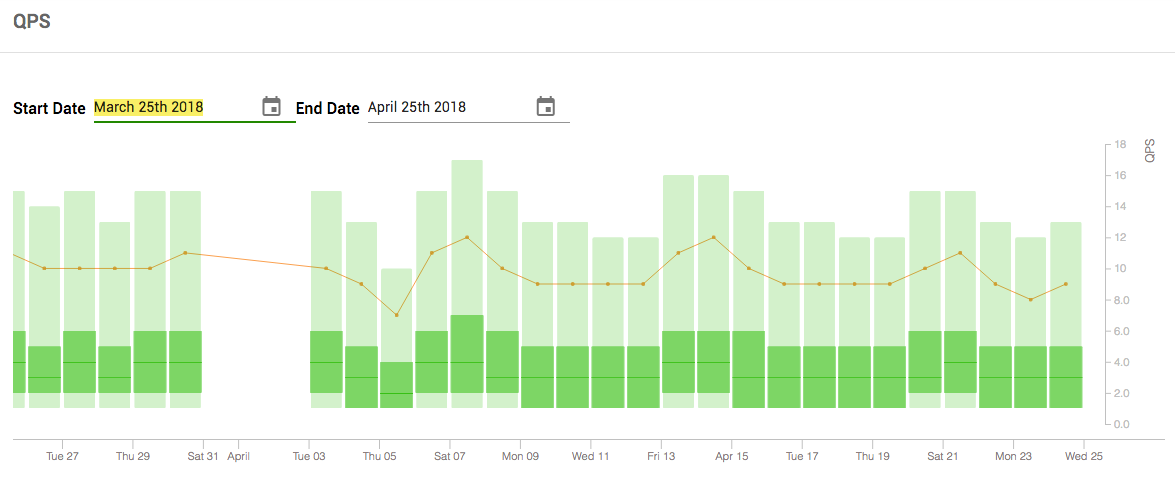 QPS
Start Date March 25th 2018 End Date April 25th 2018
18
QPS
16
14
12
10
8.0
6.0
4.0
2.0
0.0
Tue 27 Thu 29 Sat 31 April Tue 03 Thu 05 Sat 07 Mon 09 Wed 11 Fri 13 Apr 15 Tue 17 Thu 19 Sat 21 Mon 23 Wed 25